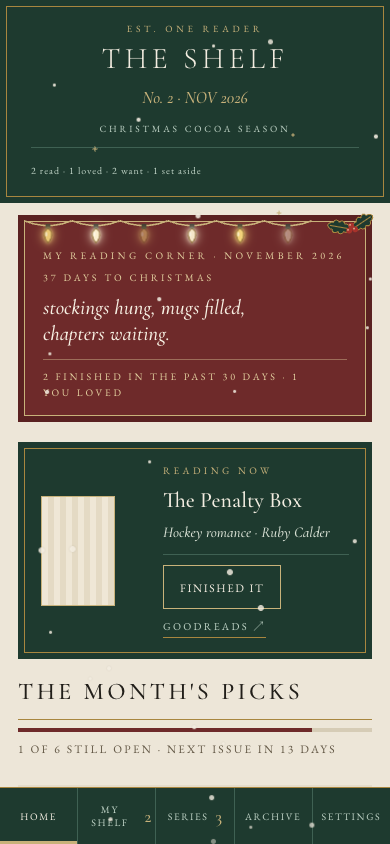 EST. ONE READER
THE SHELF
No. 2 · NOV 2026
CHRISTMAS COCOA SEASON
2 read · 1 loved · 2 want · 1 set aside
MY READING CORNER · NOVEMBER 2026
37 DAYS TO CHRISTMAS
stockings hung, mugs filled,
chapters waiting.
2 FINISHED IN THE PAST 30 DAYS · 1
YOU LOVED
READING NOW
The Penalty Box
Hockey romance · Ruby Calder
FINISHED IT
GOODREADS ↗
THE MONTH'S PICKS
1 OF 6 STILL OPEN · NEXT ISSUE IN 13 DAYS
HOME
MY
SHELF 2
SERIES 3
ARCHIVE
SETTINGS